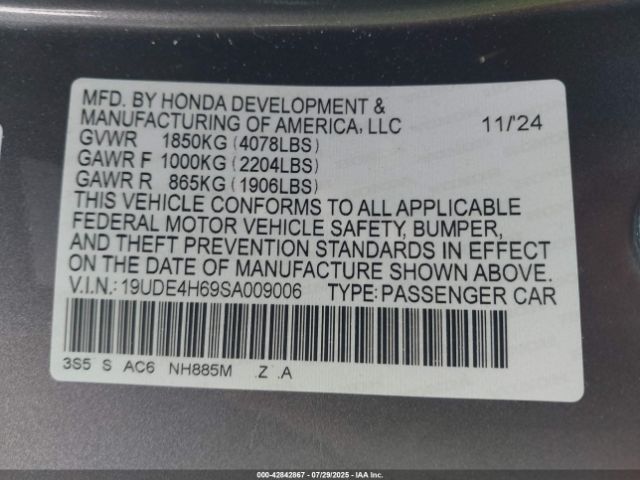 MFD. BY HONDA DEVELOPMENT &
MANUFACTURING OF AMERICA, LLC 11/'24
GVWR 1850KG (4078LBS)
GAWR F 1000KG (2204LBS)
GAWR R 865KG (1906LBS)
THIS VEHICLE CONFORMS TO ALL APPLICABLE
FEDERAL MOTOR VEHICLE SAFETY, BUMPER,
AND THEFT PREVENTION STANDARDS IN EFFECT
ON THE DATE OF MANUFACTURE SHOWN ABOVE.
V.I.N.: 19UDE4H69SA009006 TYPE: PASSENGER CAR
3S5 S AC6 NH885M .Z .A
000-42842867 | 07/29/2025 | IAA Inc.